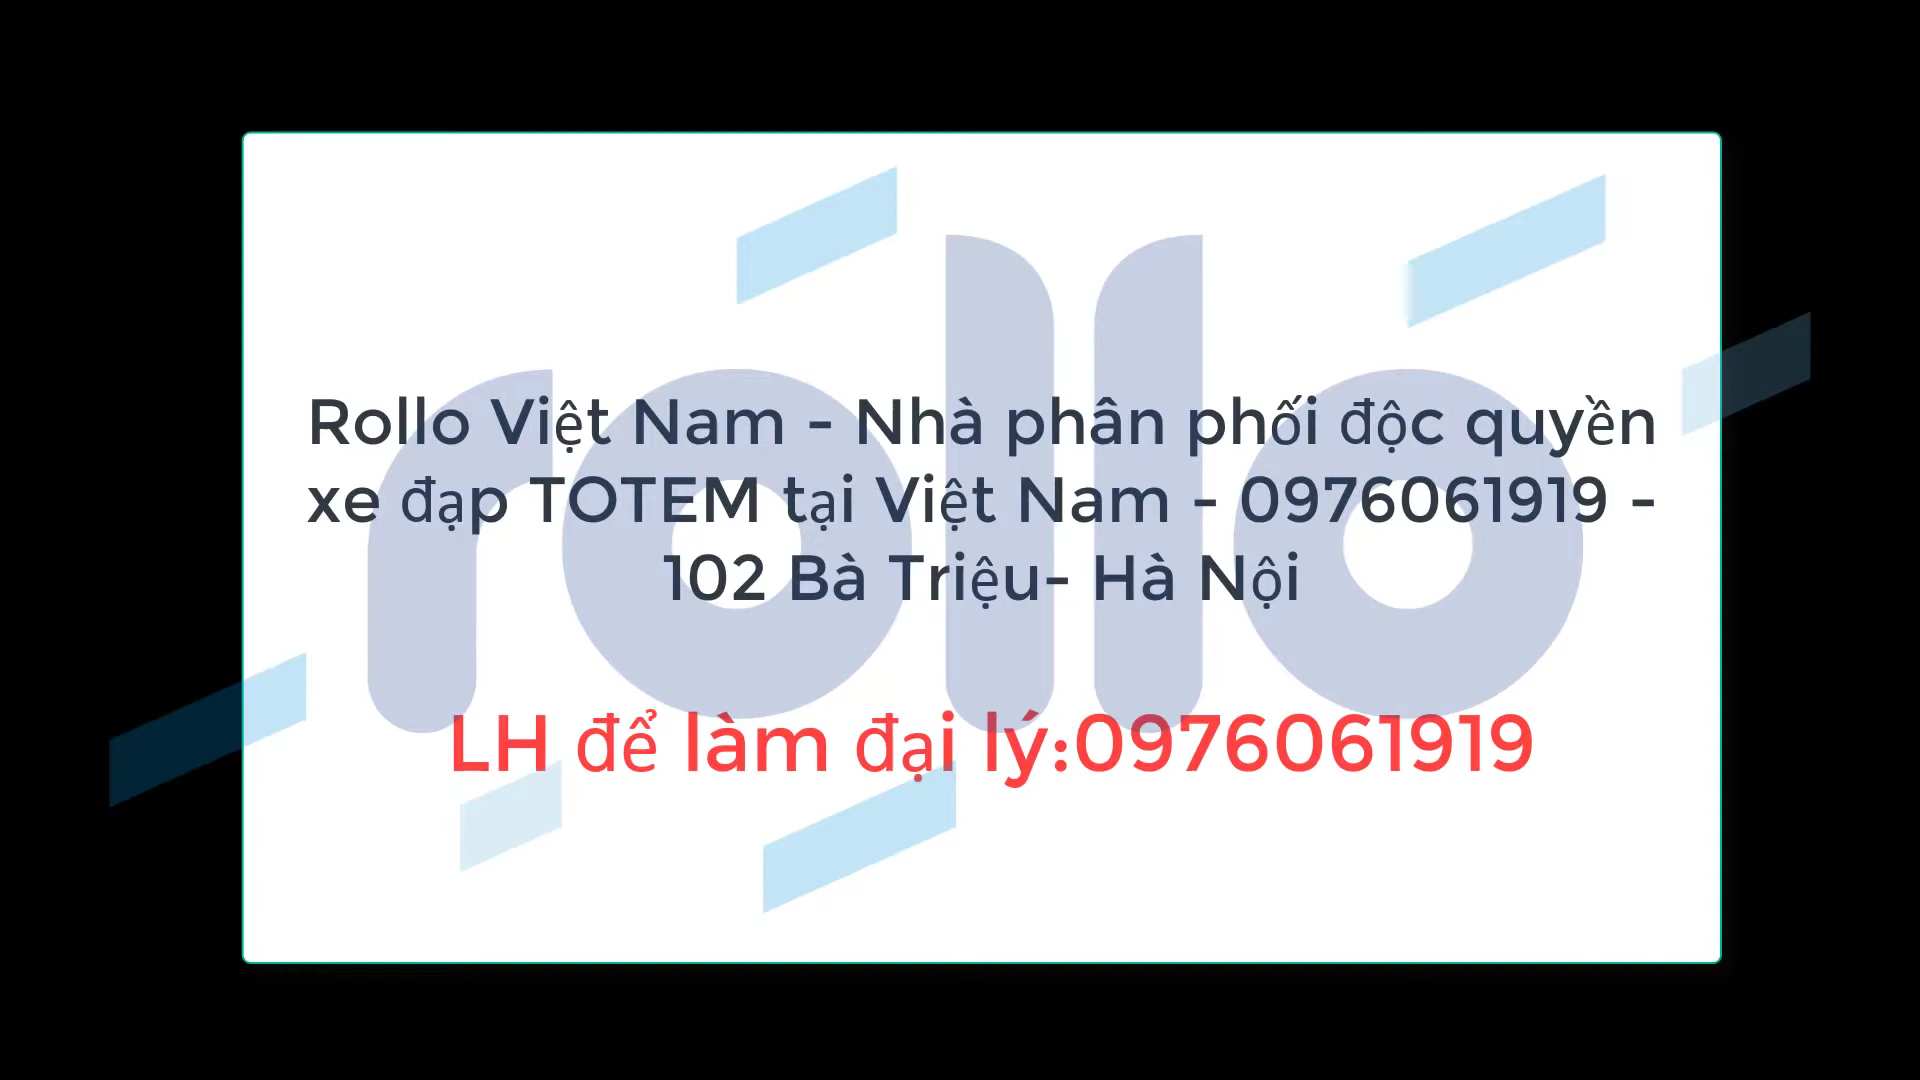 rollo
Rollo Việt Nam - Nhà phân phối độc quyền
xe đạp TOTEM tại Việt Nam - 0976061919 -
102 Bà Triệu- Hà Nội
LH để làm đại lý:0976061919